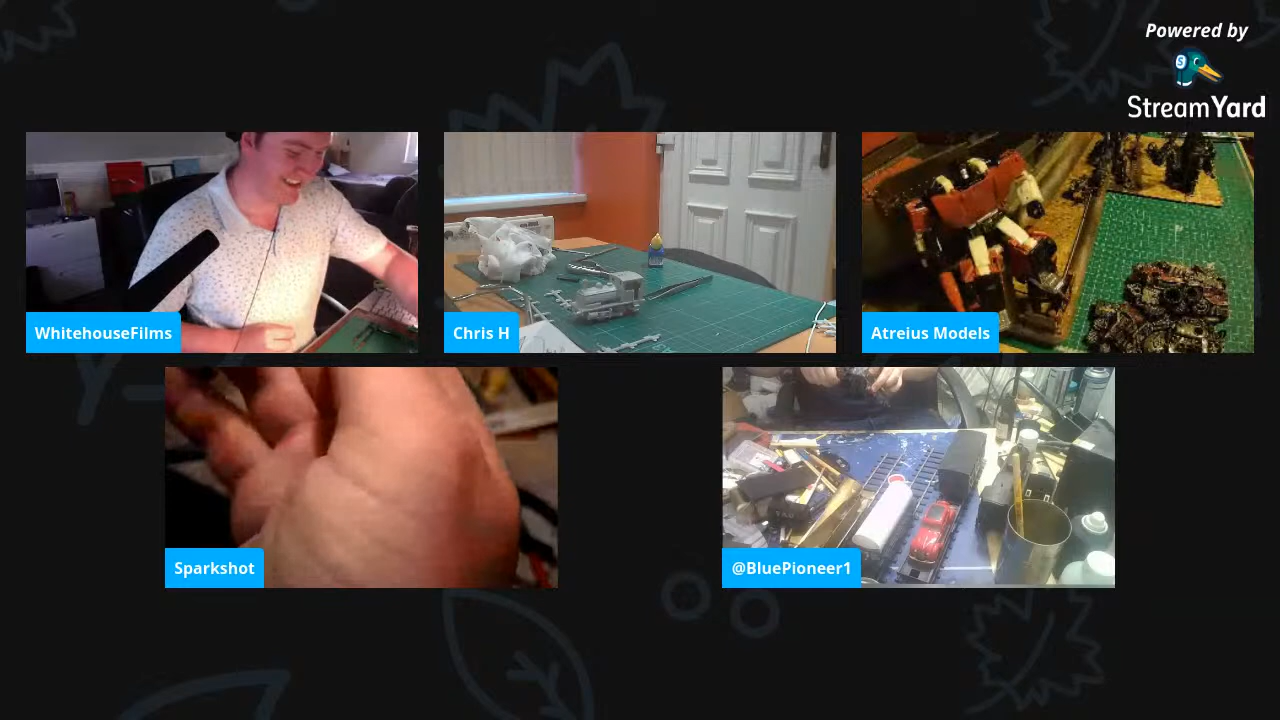 Powered by
S
StreamYard
WhitehouseFilms
Chris H
Atreius Models
Sparkshot
@BluePioneer1